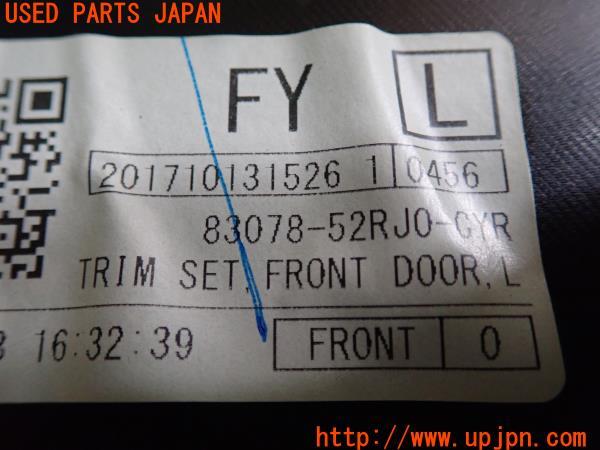 USED PARTS JAPAN
FY L
201710131526 1 0456
83078-52RJ0-GYR
TRIM SET, FRONT DOOR, L
16:32:39 FRONT 0
http://www.upjpn.com